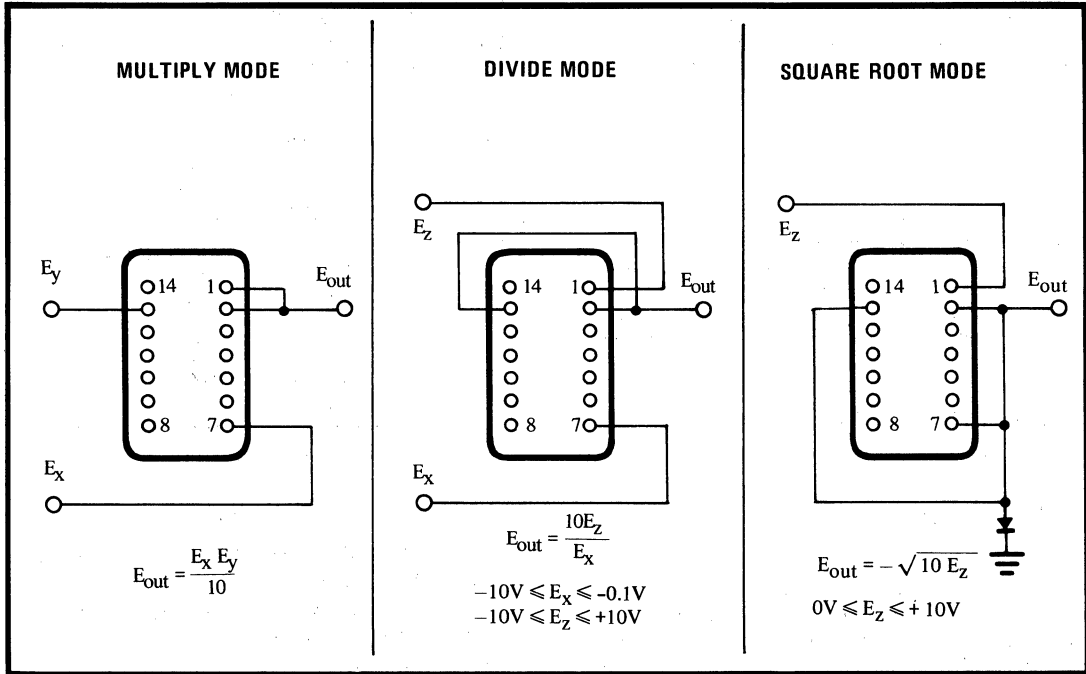 MULTIPLY MODE
E_y
14 1
E_out
8 7
E_x
E_out = E_x E_y / 10
DIVIDE MODE
E_z
14 1
E_out
8 7
E_x
E_out = 10E_z / E_x
−10V ≤ E_x ≤ -0.1V
−10V ≤ E_z ≤ +10V
SQUARE ROOT MODE
E_z
14 1
E_out
8 7
E_out = − √10 E_z
0V ≤ E_z ≤ + 10V